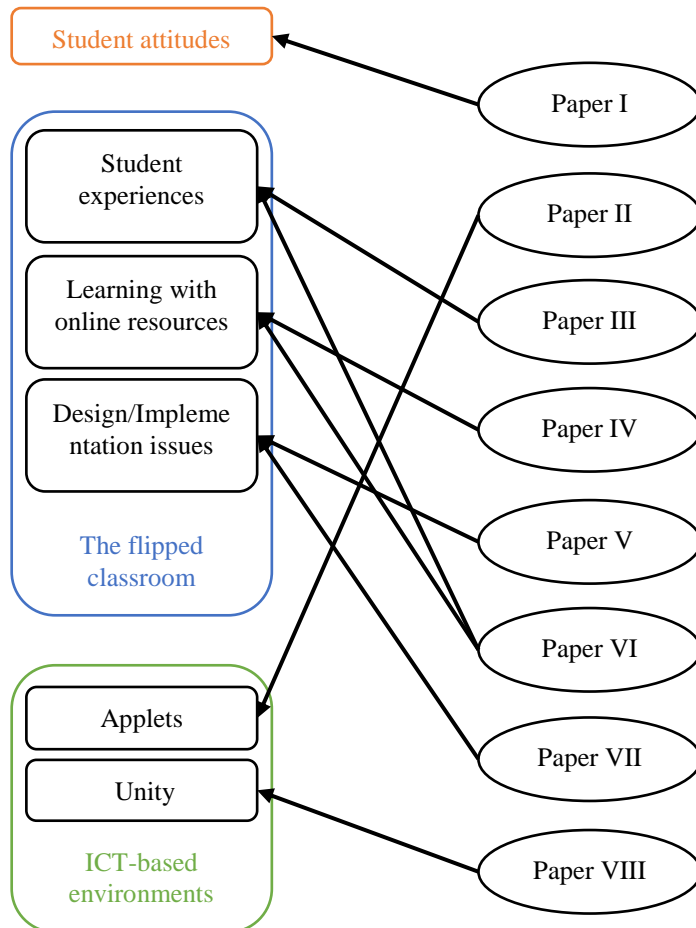 Student attitudes
Student
experiences
Learning with
online resources
Design/Impleme
ntation issues
The flipped
classroom
Applets
Unity
ICT-based
environments
Paper I
Paper II
Paper III
Paper IV
Paper V
Paper VI
Paper VII
Paper VIII